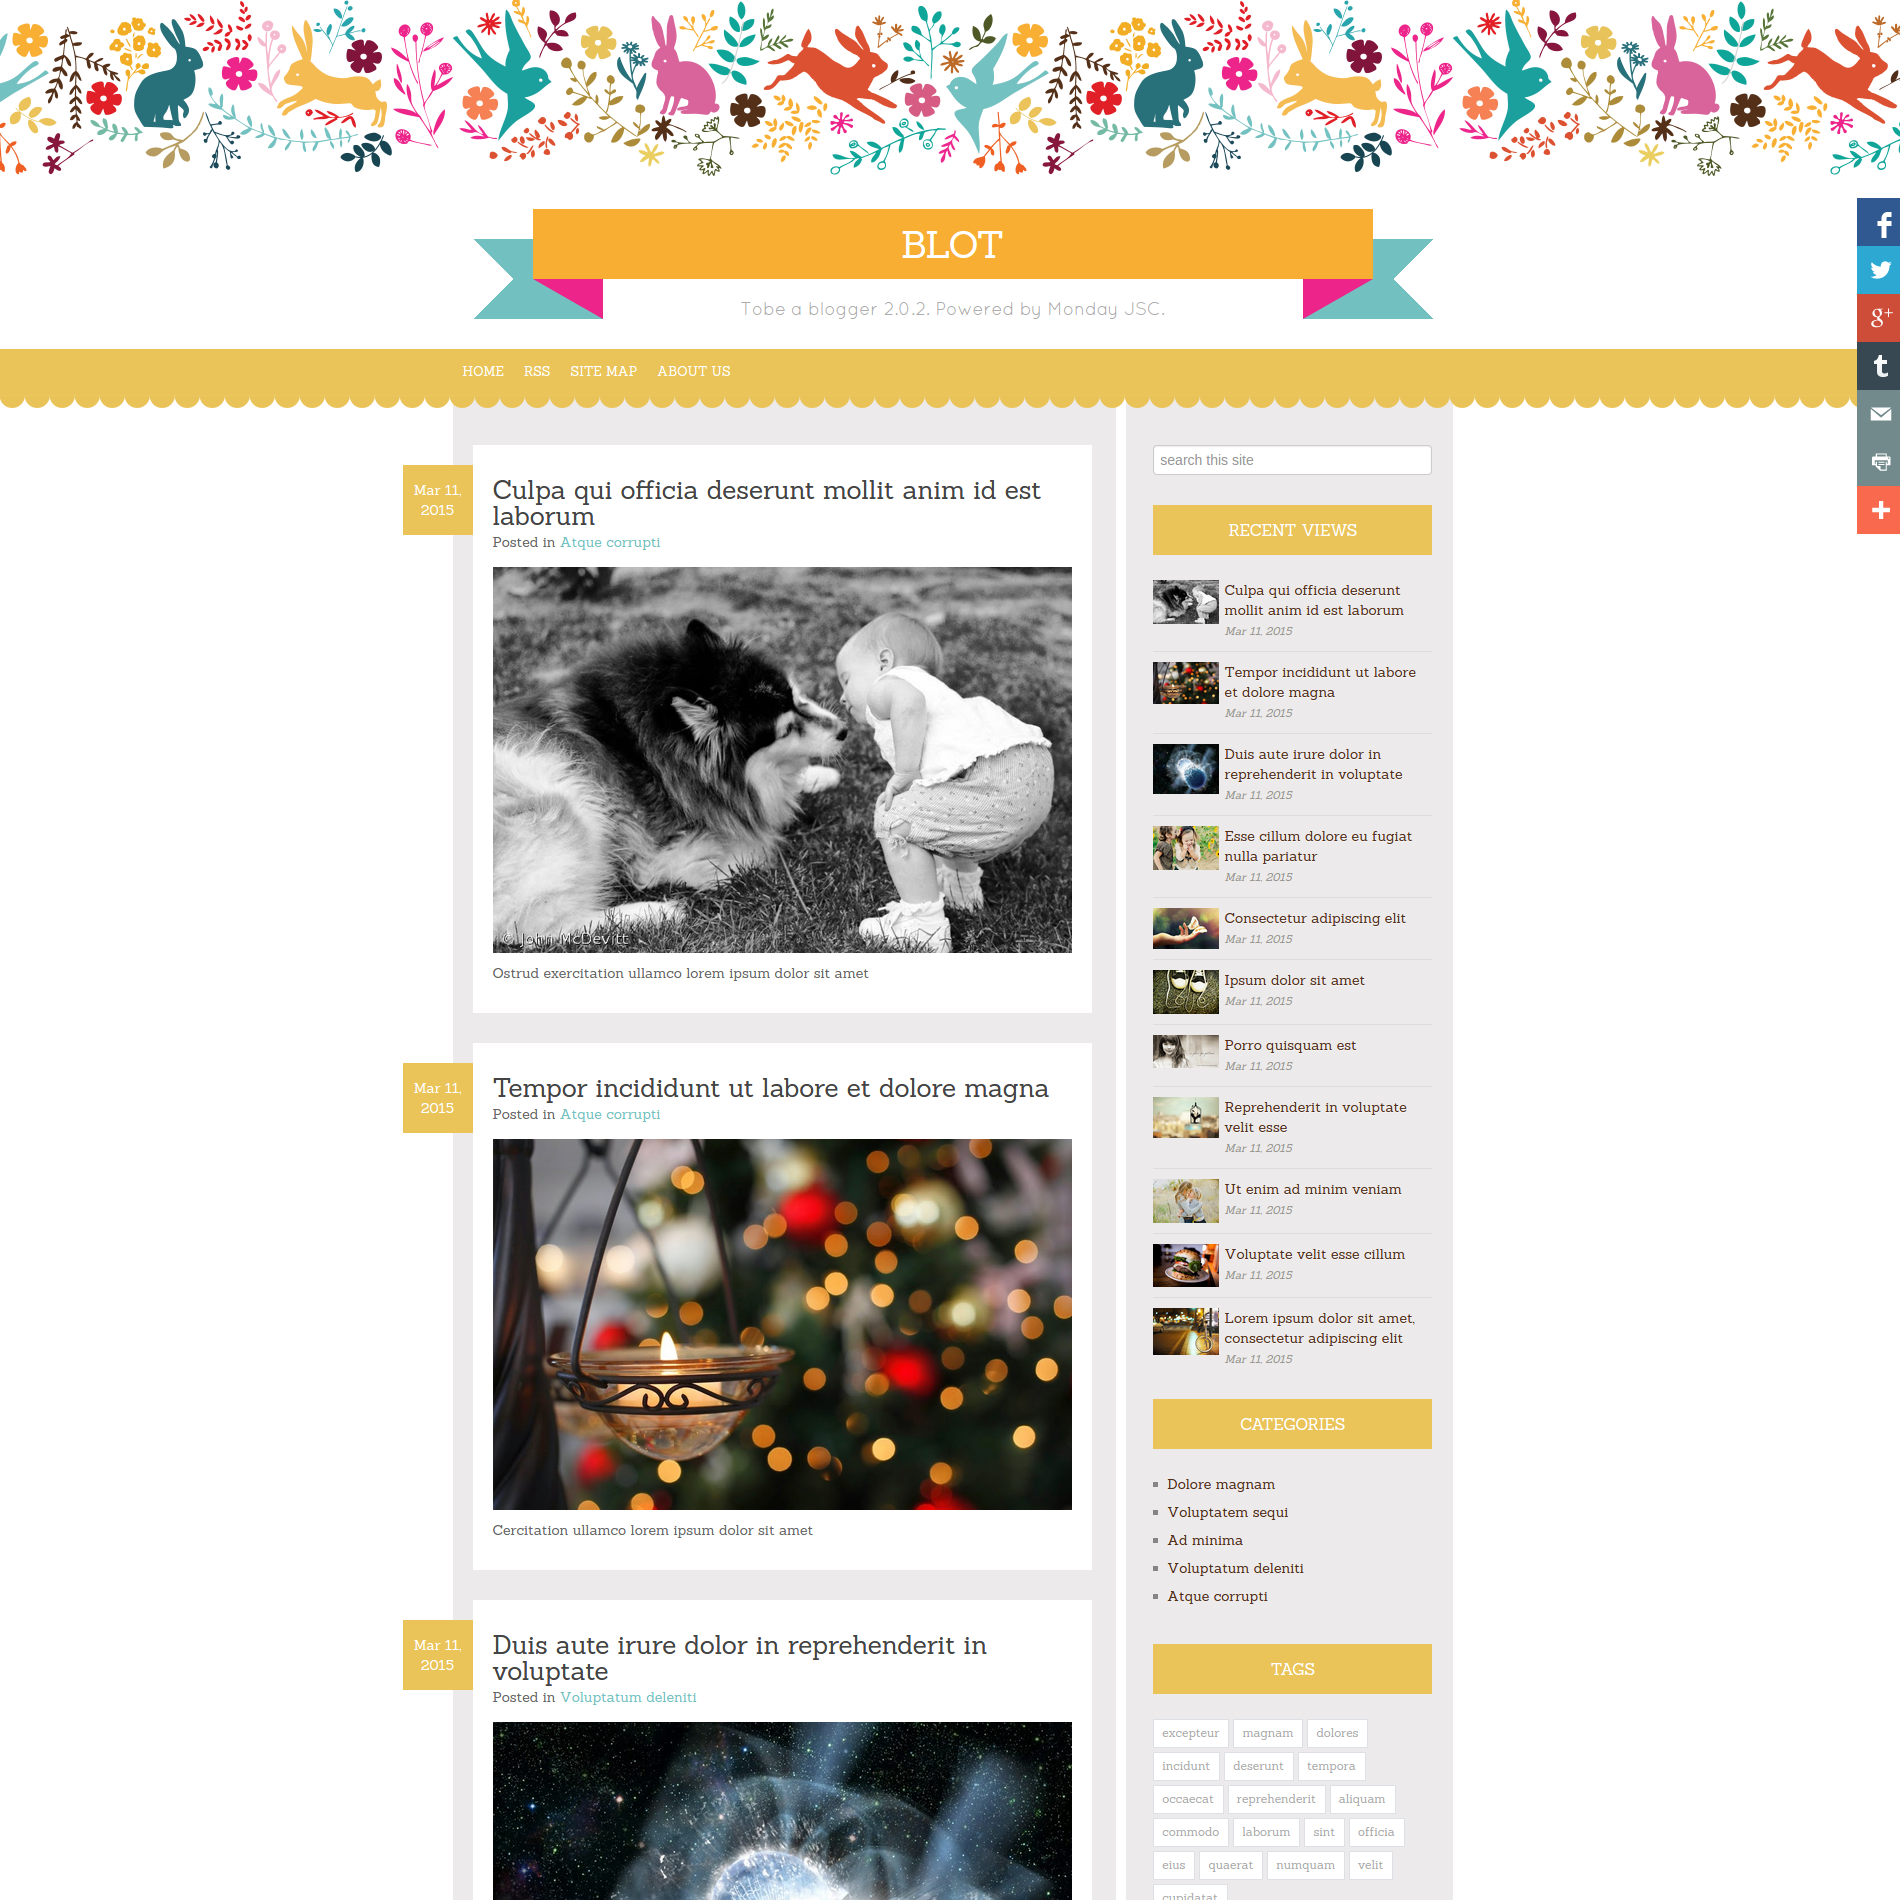 BLOT
Tobe a blogger 2.0.2. Powered by Monday JSC.
HOME RSS SITE MAP ABOUT US
Mar 11,
2015
Culpa qui officia deserunt mollit anim id est
laborum
Posted in Atque corrupti
© John McDevitt
Ostrud exercitation ullamco lorem ipsum dolor sit amet
Mar 11,
2015
Tempor incididunt ut labore et dolore magna
Posted in Atque corrupti
Cercitation ullamco lorem ipsum dolor sit amet
Mar 11,
2015
Duis aute irure dolor in reprehenderit in
voluptate
Posted in Voluptatum deleniti
search this site
RECENT VIEWS
Culpa qui officia deserunt
mollit anim id est laborum
Mar 11, 2015
Tempor incididunt ut labore
et dolore magna
Mar 11, 2015
Duis aute irure dolor in
reprehenderit in voluptate
Mar 11, 2015
Esse cillum dolore eu fugiat
nulla pariatur
Mar 11, 2015
Consectetur adipiscing elit
Mar 11, 2015
Ipsum dolor sit amet
Mar 11, 2015
Porro quisquam est
Mar 11, 2015
Reprehenderit in voluptate
velit esse
Mar 11, 2015
Ut enim ad minim veniam
Mar 11, 2015
Voluptate velit esse cillum
Mar 11, 2015
Lorem ipsum dolor sit amet,
consectetur adipiscing elit
Mar 11, 2015
CATEGORIES
Dolore magnam
Voluptatem sequi
Ad minima
Voluptatum deleniti
Atque corrupti
TAGS
excepteur magnam dolores
incidunt deserunt tempora
occaecat reprehenderit aliquam
commodo laborum sint officia
eius quaerat numquam velit
cupidatat